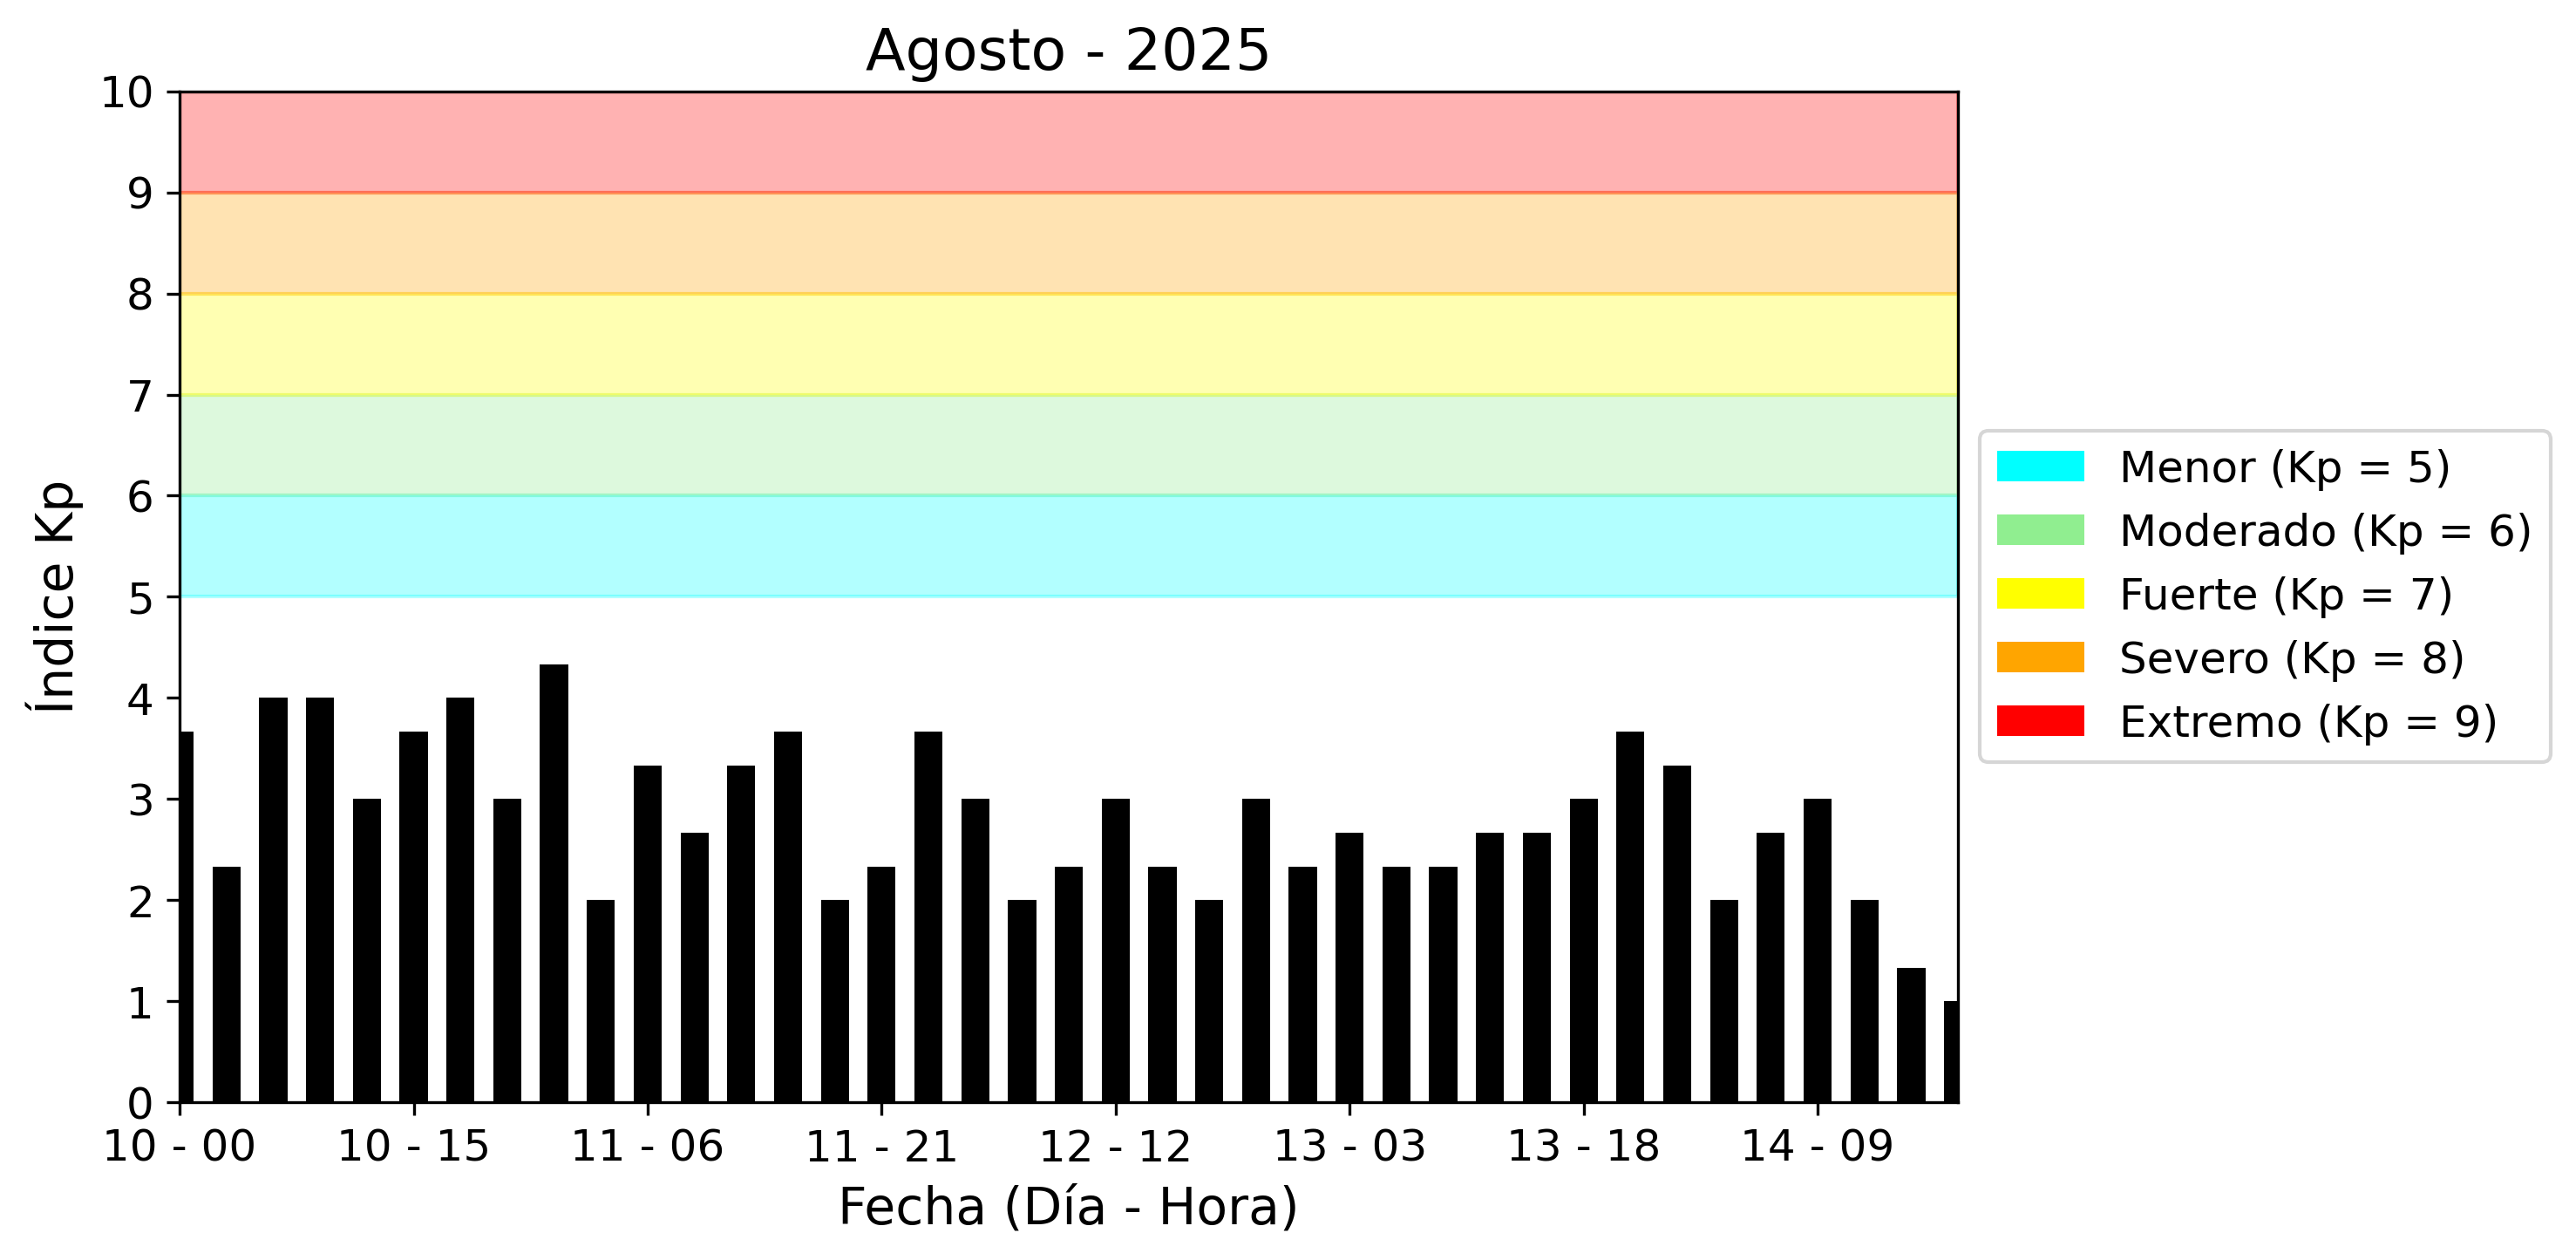 Agosto - 2025
10
9
8
7
6
5
4
3
2
1
0
Índice Kp
10 - 00
10 - 15
11 - 06
11 - 21
12 - 12
13 - 03
13 - 18
14 - 09
Fecha (Día - Hora)
Menor (Kp = 5)
Moderado (Kp = 6)
Fuerte (Kp = 7)
Severo (Kp = 8)
Extremo (Kp = 9)